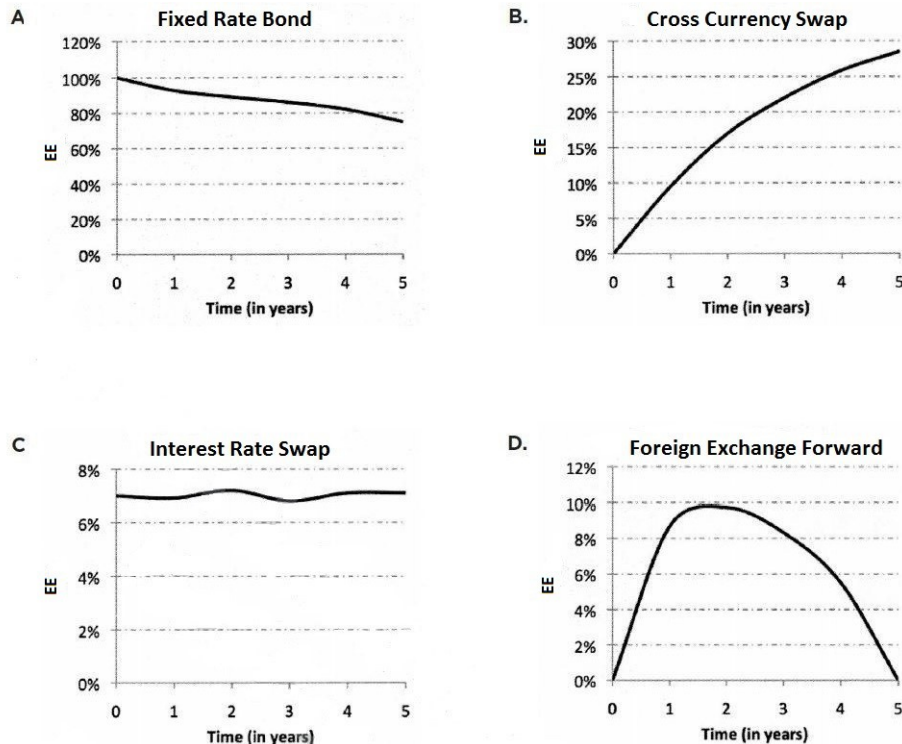 A
Fixed Rate Bond
120%
100%
80%
60%
40%
20%
0%
EE
0 1 2 3 4 5
Time (in years)
B.
Cross Currency Swap
30%
25%
20%
15%
10%
5%
0%
EE
0 1 2 3 4 5
Time (in years)
C
Interest Rate Swap
8%
6%
4%
2%
0%
EE
0 1 2 3 4 5
Time (in years)
D.
Foreign Exchange Forward
12%
10%
8%
6%
4%
2%
0%
EE
0 1 2 3 4 5
Time (in years)